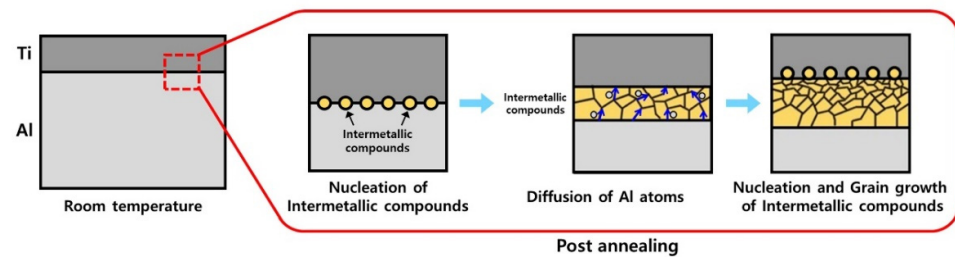 Ti
Al
Room temperature
Intermetallic
compounds
Nucleation of
Intermetallic compounds
Intermetallic
compounds
Diffusion of Al atoms
Nucleation and Grain growth
of Intermetallic compounds
Post annealing